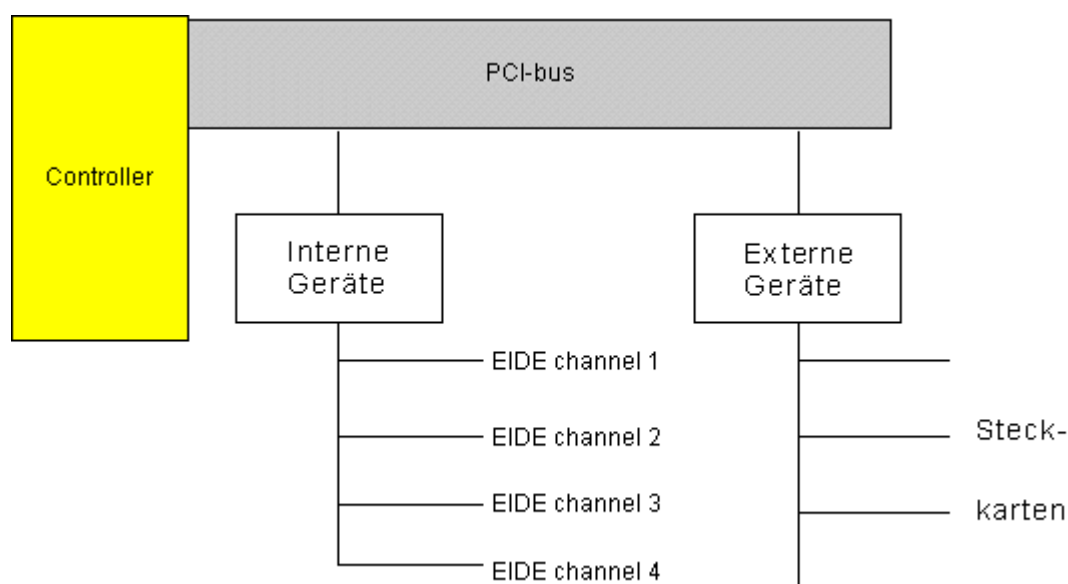 PCI-bus
Controller
Interne
Geräte
Externe
Geräte
EIDE channel 1
EIDE channel 2
EIDE channel 3
EIDE channel 4
Steck-
karten